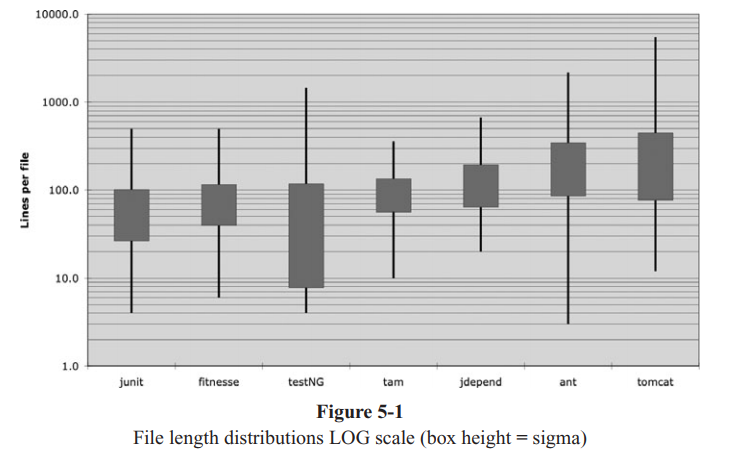 10000.0
1000.0
100.0
10.0
1.0
Lines per file
junit fitnesse testNG tam jdepend ant tomcat
Figure 5-1
File length distributions LOG scale (box height = sigma)